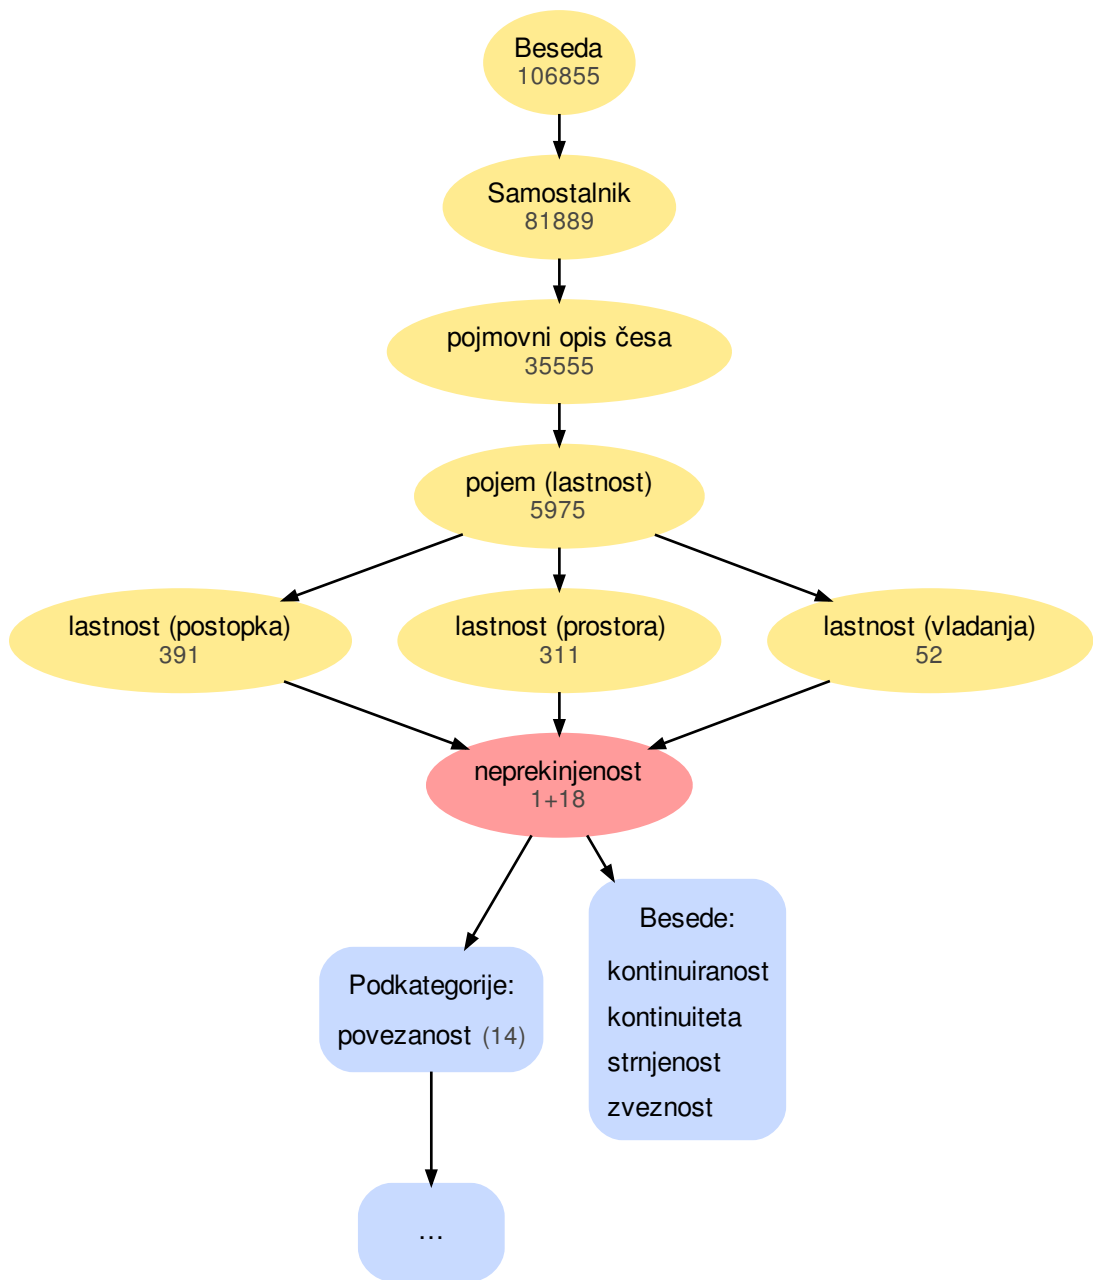 Beseda
106855
Samostalnik
81889
pojmovni opis česa
35555
pojem (lastnost)
5975
lastnost (postopka)
391
lastnost (prostora)
311
lastnost (vladanja)
52
neprekinjenost
1+18
Podkategorije:
povezanost (14)
...
Besede:
kontinuiranost
kontinuiteta
strnjenost
zveznost